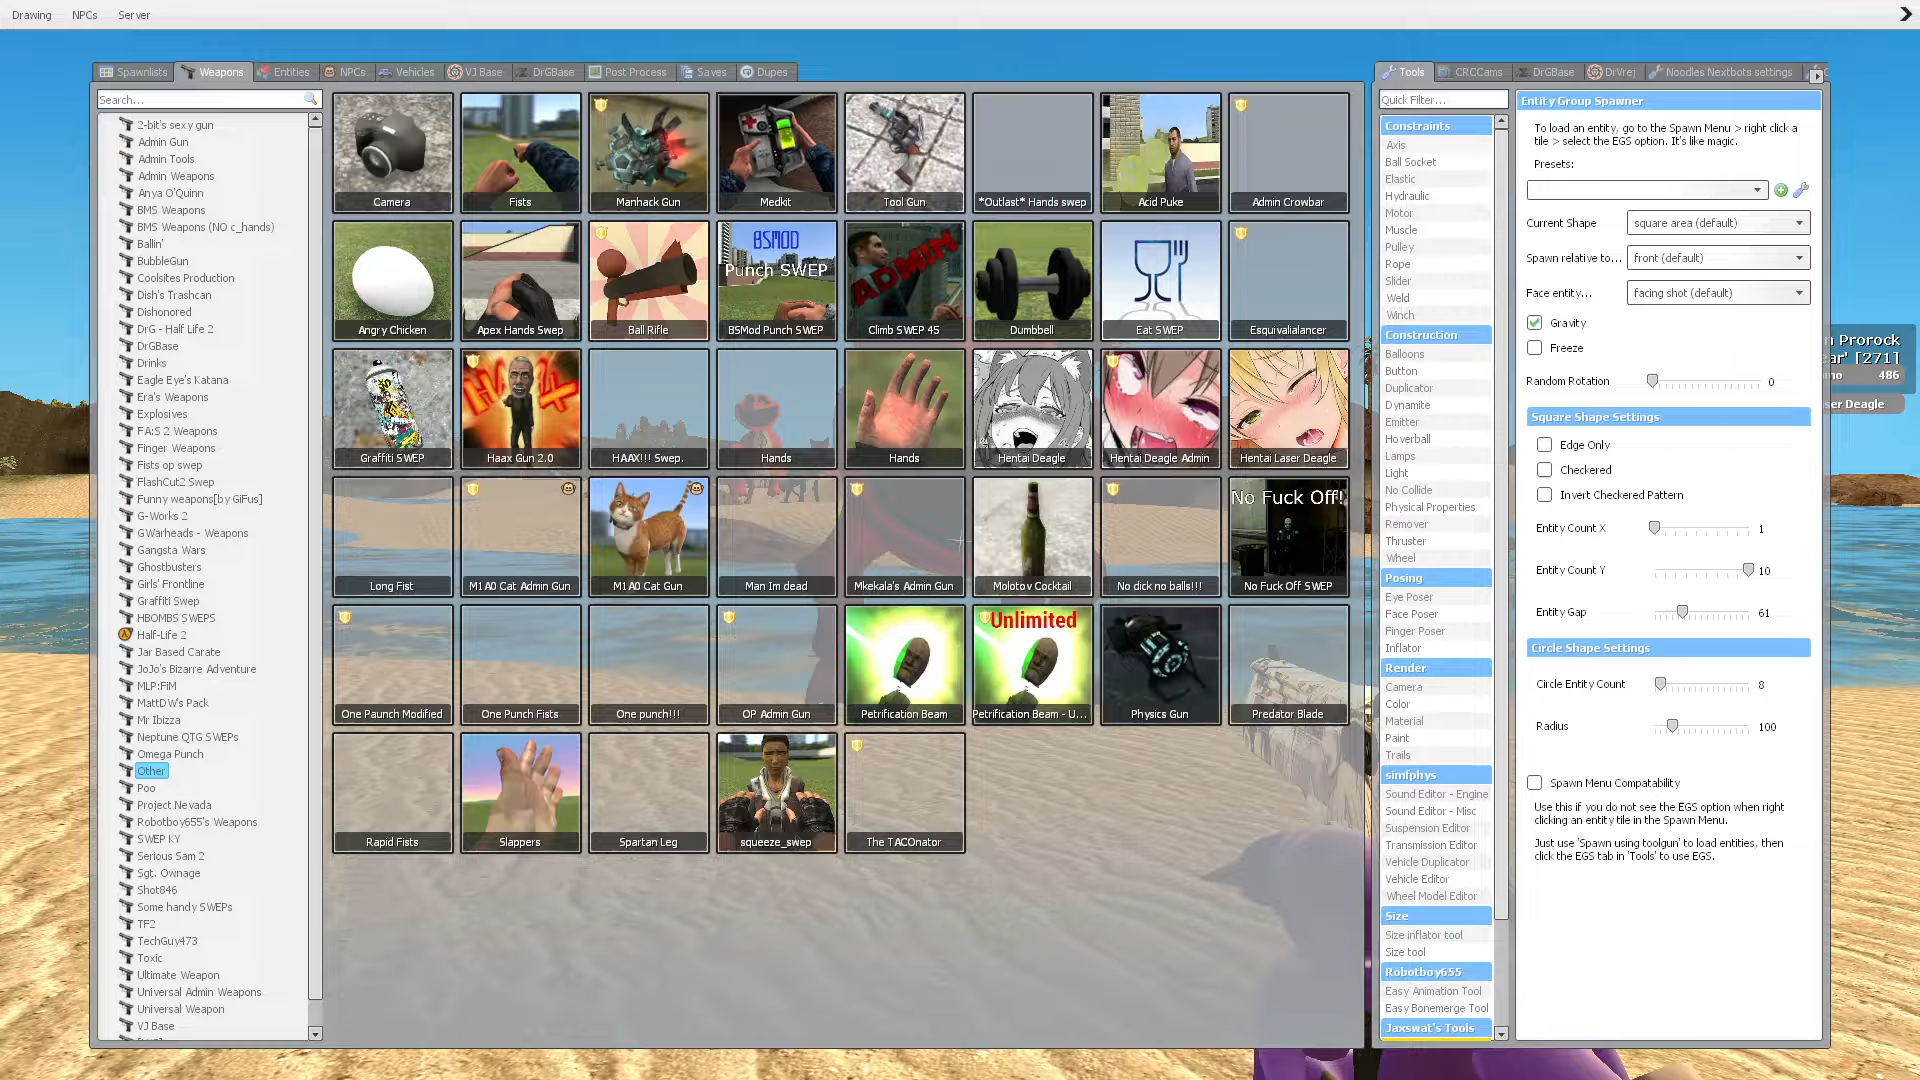 Drawing NPCs Server
Spawnlists Weapons Entities NPCs Vehicles VJ Base DrGBase Post Process Saves Dupes
Search...
2-bit's sexy gun
Admin Gun
Admin Tools
Admin Weapons
Anya O'Quinn
BMS Weapons
BMS Weapons (NO c_hands)
Ballin'
BubbleGun
Coolsites Production
Dish's Trashcan
Dishonored
DrG - Half Life 2
DrGBase
Drinks
Eagle Eye's Katana
Era's Weapons
Explosives
FA:S 2 Weapons
Finger Weapons
Fists op swep
FlashCut2 Swep
Funny weapons[by GiFus]
G-Works 2
GWarheads - Weapons
Gangsta Wars
Ghostbusters
Girls' Frontline
Graffiti Swep
HBOMBS SWEPS
Half-Life 2
Jar Based Carate
JoJo's Bizarre Adventure
MLP:FiM
MattDW's Pack
Mr Ibizza
Neptune QTG SWEPs
Omega Punch
Other
Poo
Project Nevada
Robotboy655's Weapons
SWEP KY
Serious Sam 2
Sgt. Ownage
Shot846
Some handy SWEPs
TF2
TechGuy473
Toxic
Ultimate Weapon
Universal Admin Weapons
Universal Weapon
VJ Base
Camera
Fists
Manhack Gun
Medkit
Tool Gun
*Outlast* Hands swep
Acid Puke
Admin Crowbar
Angry Chicken
Apex Hands Swep
Ball Rifle
BSMOD
Punch SWEP
BSMod Punch SWEP
ADMIN
Climb SWEP 45
Dumbbell
Eat SWEP
Esquivalialancer
Graffiti SWEP
HAAX
Haax Gun 2.0
HAAX!!! Swep.
Hands
Hands
Hentai Deagle
Hentai Deagle Admin
Hentai Laser Deagle
Long Fist
M1A0 Cat Admin Gun
M1A0 Cat Gun
Man Im dead
Mkekala's Admin Gun
Molotov Cocktail
No dick no balls!!!
No Fuck Off!
No Fuck Off SWEP
One Paunch Modified
One Punch Fists
One punch!!!
OP Admin Gun
Petrification Beam
Unlimited
Petrification Beam - U...
Physics Gun
Predator Blade
Rapid Fists
Slappers
Spartan Leg
squeeze_swep
The TACOnator
Tools CRCCams DrGBase DrVrej Noodles Nextbots settings
Quick Filter...
Constraints
Axis
Ball Socket
Elastic
Hydraulic
Motor
Muscle
Pulley
Rope
Slider
Weld
Winch
Construction
Balloons
Button
Duplicator
Dynamite
Emitter
Hoverball
Lamps
Light
No Collide
Physical Properties
Remover
Thruster
Wheel
Posing
Eye Poser
Face Poser
Finger Poser
Inflator
Render
Camera
Color
Material
Paint
Trails
simfphys
Sound Editor - Engine
Sound Editor - Misc
Suspension Editor
Transmission Editor
Vehicle Duplicator
Vehicle Editor
Wheel Model Editor
Size
Size inflator tool
Size tool
Robotboy655
Easy Animation Tool
Easy Bonemerge Tool
Jaxswat's Tools
Entity Group Spawner
To load an entity, go to the Spawn Menu > right click a
tile > select the EGS option. It's like magic.
Presets:
Current Shape square area (default)
Spawn relative to... front (default)
Face entity... facing shot (default)
Gravity
Freeze
Random Rotation 0
Square Shape Settings
Edge Only
Checkered
Invert Checkered Pattern
Entity Count X 1
Entity Count Y 10
Entity Gap 61
Circle Shape Settings
Circle Entity Count 8
Radius 100
Spawn Menu Compatability
Use this if you do not see the EGS option when right
clicking an entity tile in the Spawn Menu.
Just use 'Spawn using toolgun' to load entities, then
click the EGS tab in 'Tools' to use EGS.
n Prorock
ear' [271]
mo 486
ser Deagle